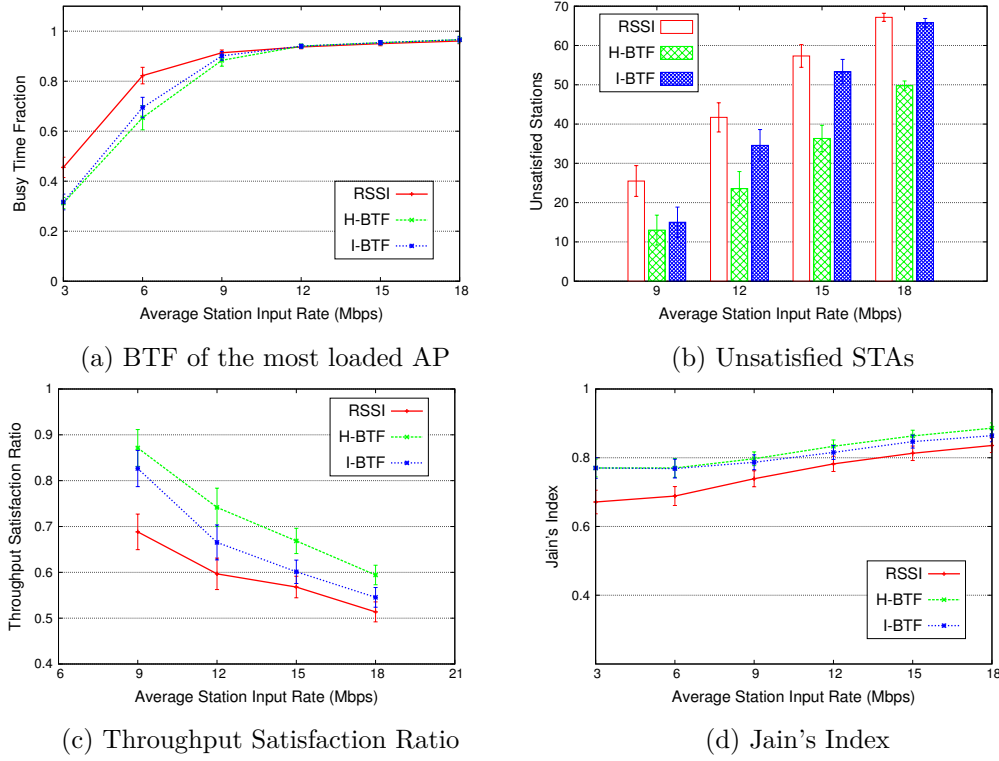 1
0.8
0.6
0.4
0.2
0
3
6
9
12
15
18
Busy Time Fraction
Average Station Input Rate (Mbps)
RSSI
H-BTF
I-BTF
(a) BTF of the most loaded AP
70
60
50
40
30
20
10
0
9
12
15
18
Unsatisfied Stations
Average Station Input Rate (Mbps)
RSSI
H-BTF
I-BTF
(b) Unsatisfied STAs
1
0.9
0.8
0.7
0.6
0.5
0.4
6
9
12
15
18
21
Throughput Satisfaction Ratio
Average Station Input Rate (Mbps)
RSSI
H-BTF
I-BTF
(c) Throughput Satisfaction Ratio
1
0.8
0.6
0.4
3
6
9
12
15
18
Jain's Index
Average Station Input Rate (Mbps)
RSSI
H-BTF
I-BTF
(d) Jain's Index